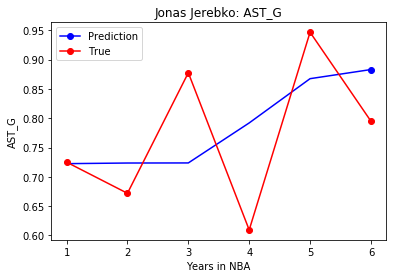 Jonas Jerebko: AST_G
Prediction
True
AST_G
0.95
0.90
0.85
0.80
0.75
0.70
0.65
0.60
1 2 3 4 5 6
Years in NBA